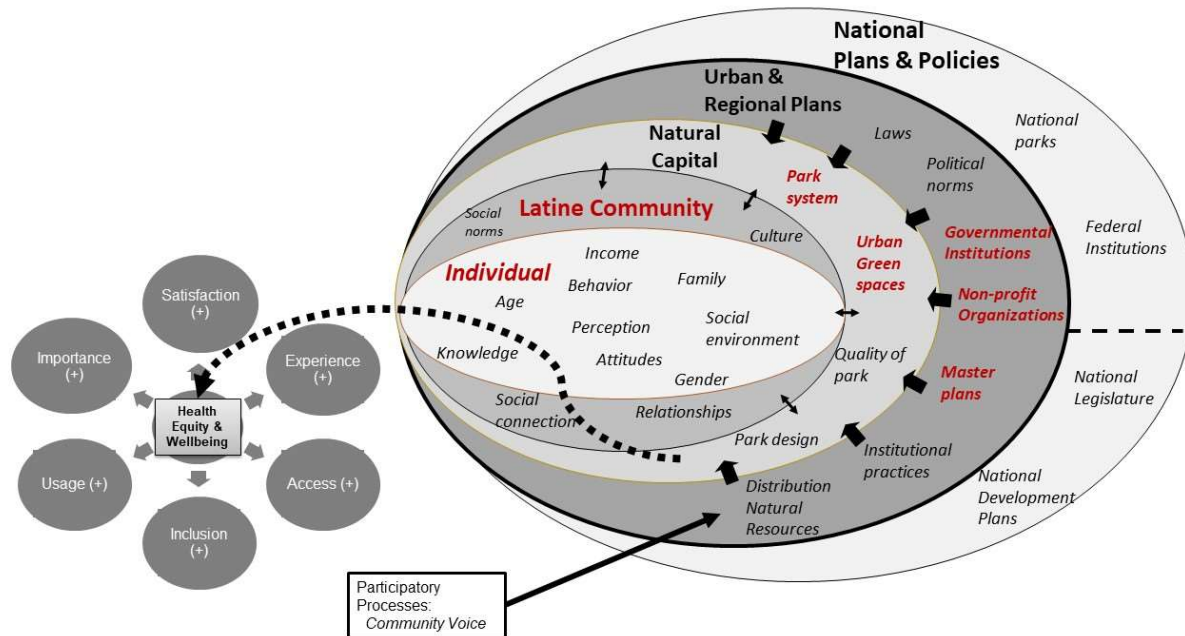 National
Plans & Policies
Urban &
Regional Plans
Natural
Capital
Latine Community
Individual
National
parks
Laws
Political
norms
Park
system
Social
norms
Culture
Governmental
Institutions
Federal
Institutions
Urban
Green
spaces
Non-profit
Organizations
Income
Behavior
Family
Age
Perception
Social
environment
Knowledge
Attitudes
Gender
Quality of
park
Master
plans
National
Legislature
Social
connection
Relationships
Park design
Institutional
practices
Distribution
Natural
Resources
National
Development
Plans
Satisfaction
(+)
Importance
(+)
Experience
(+)
Health
Equity &
Wellbeing
Usage (+)
Access (+)
Inclusion
(+)
Participatory
Processes:
Community Voice